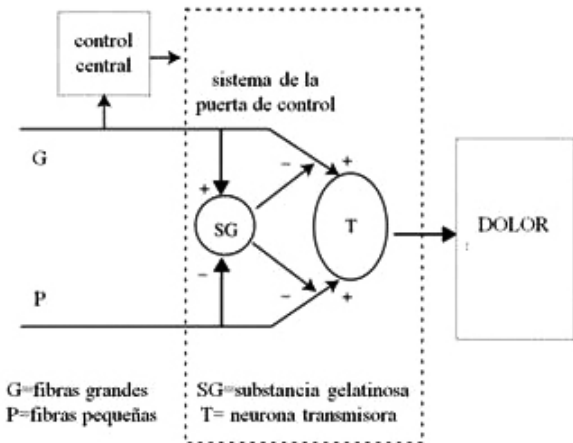 control
central
sistema de la
puerta de control
G
+
-
+
SG
T
DOLOR
-
P
-
+
G=fibras grandes
P=fibras pequeñas
SG=substancia gelatinosa
T= neurona transmisora